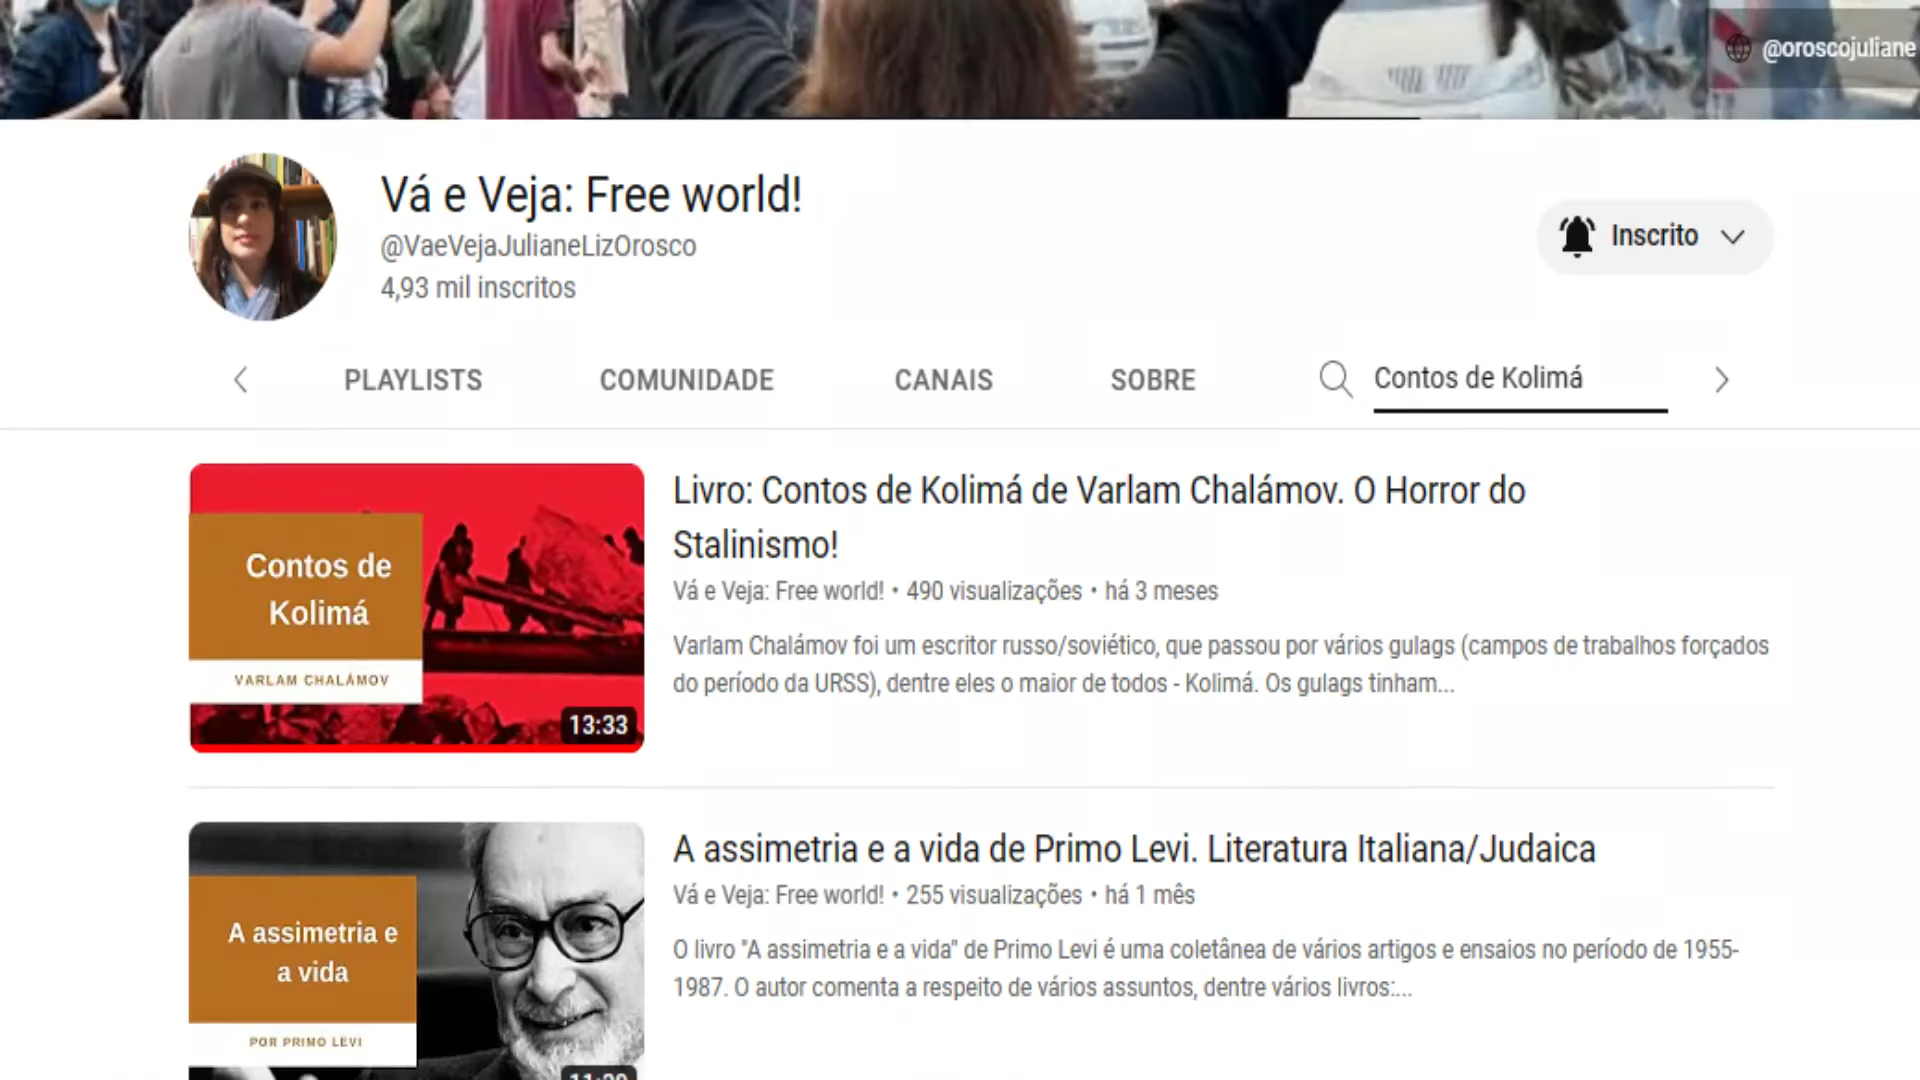 @oroscojuliane
Vá e Veja: Free world!
@VaeVejaJulianeLizOrosco
4,93 mil inscritos
Inscrito
PLAYLISTS COMUNIDADE CANAIS SOBRE Contos de Kolimá
Contos de
Kolimá
VARLAM CHALÁMOV
13:33
Livro: Contos de Kolimá de Varlam Chalámov. O Horror do
Stalinismo!
Vá e Veja: Free world! • 490 visualizações • há 3 meses
Varlam Chalámov foi um escritor russo/soviético, que passou por vários gulags (campos de trabalhos forçados
do período da URSS), dentre eles o maior de todos - Kolimá. Os gulags tinham...
A assimetria e
a vida
POR PRIMO LEVI
A assimetria e a vida de Primo Levi. Literatura Italiana/Judaica
Vá e Veja: Free world! • 255 visualizações • há 1 mês
O livro "A assimetria e a vida" de Primo Levi é uma coletânea de vários artigos e ensaios no período de 1955-
1987. O autor comenta a respeito de vários assuntos, dentre vários livros:...